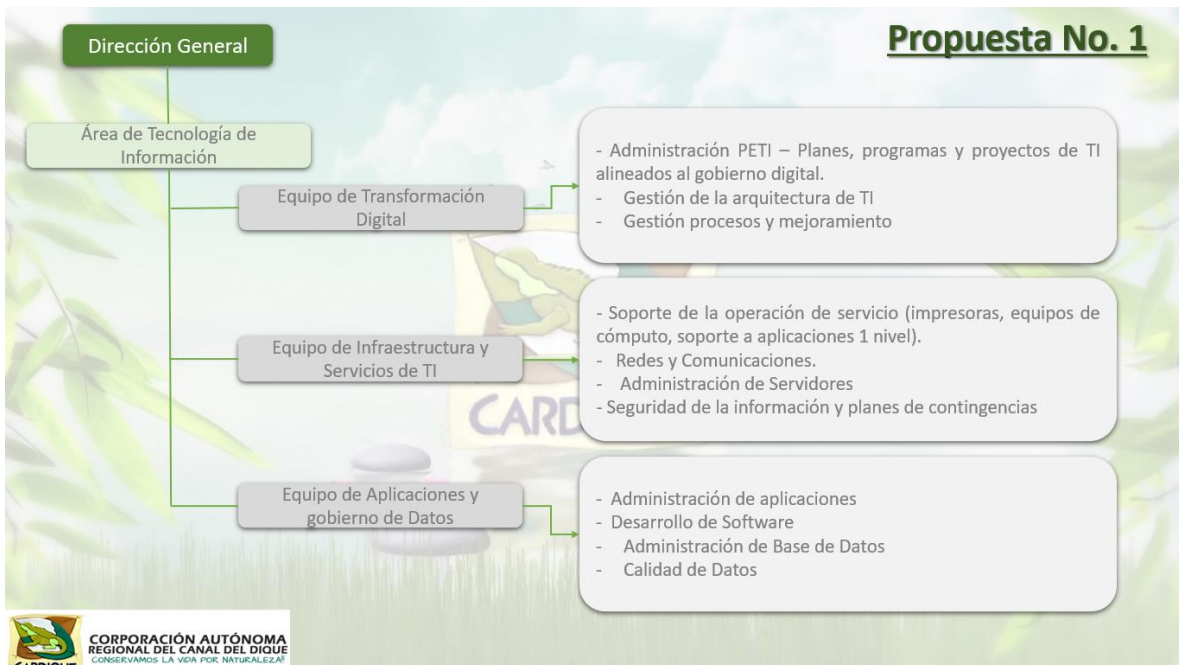 Dirección General
Propuesta No. 1
Área de Tecnología de
Información
Equipo de Transformación
Digital
- Administración PETI – Planes, programas y proyectos de TI
alineados al gobierno digital.
- Gestión de la arquitectura de TI
- Gestión procesos y mejoramiento
Equipo de Infraestructura y
Servicios de TI
- Soporte de la operación de servicio (impresoras, equipos de
cómputo, soporte a aplicaciones 1 nivel).
- Redes y Comunicaciones.
- Administración de Servidores
- Seguridad de la información y planes de contingencias
CARD
Equipo de Aplicaciones y
gobierno de Datos
- Administración de aplicaciones
- Desarrollo de Software
- Administración de Base de Datos
- Calidad de Datos
CORPORACIÓN AUTÓNOMA
REGIONAL DEL CANAL DEL DIQUE
CONSERVAMOS LA VIDA POR NATURALEZA!
CARDIQUE